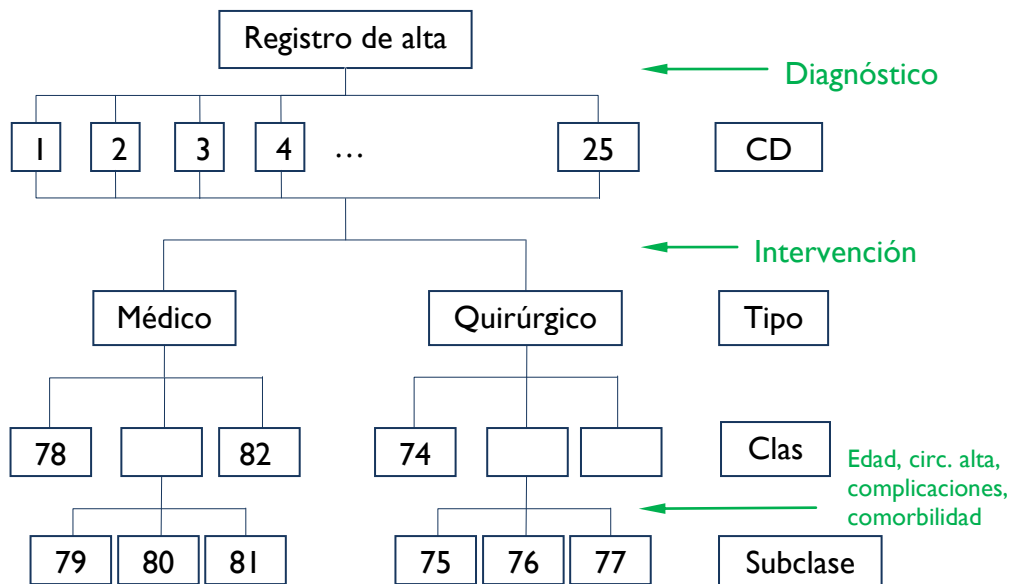 Registro de alta
Diagnóstico
1 2 3 4 ... 25 CD
Intervención
Médico Quirúrgico Tipo
78 82 74 Clas
Edad, circ. alta,
complicaciones,
comorbilidad
79 80 81 75 76 77 Subclase